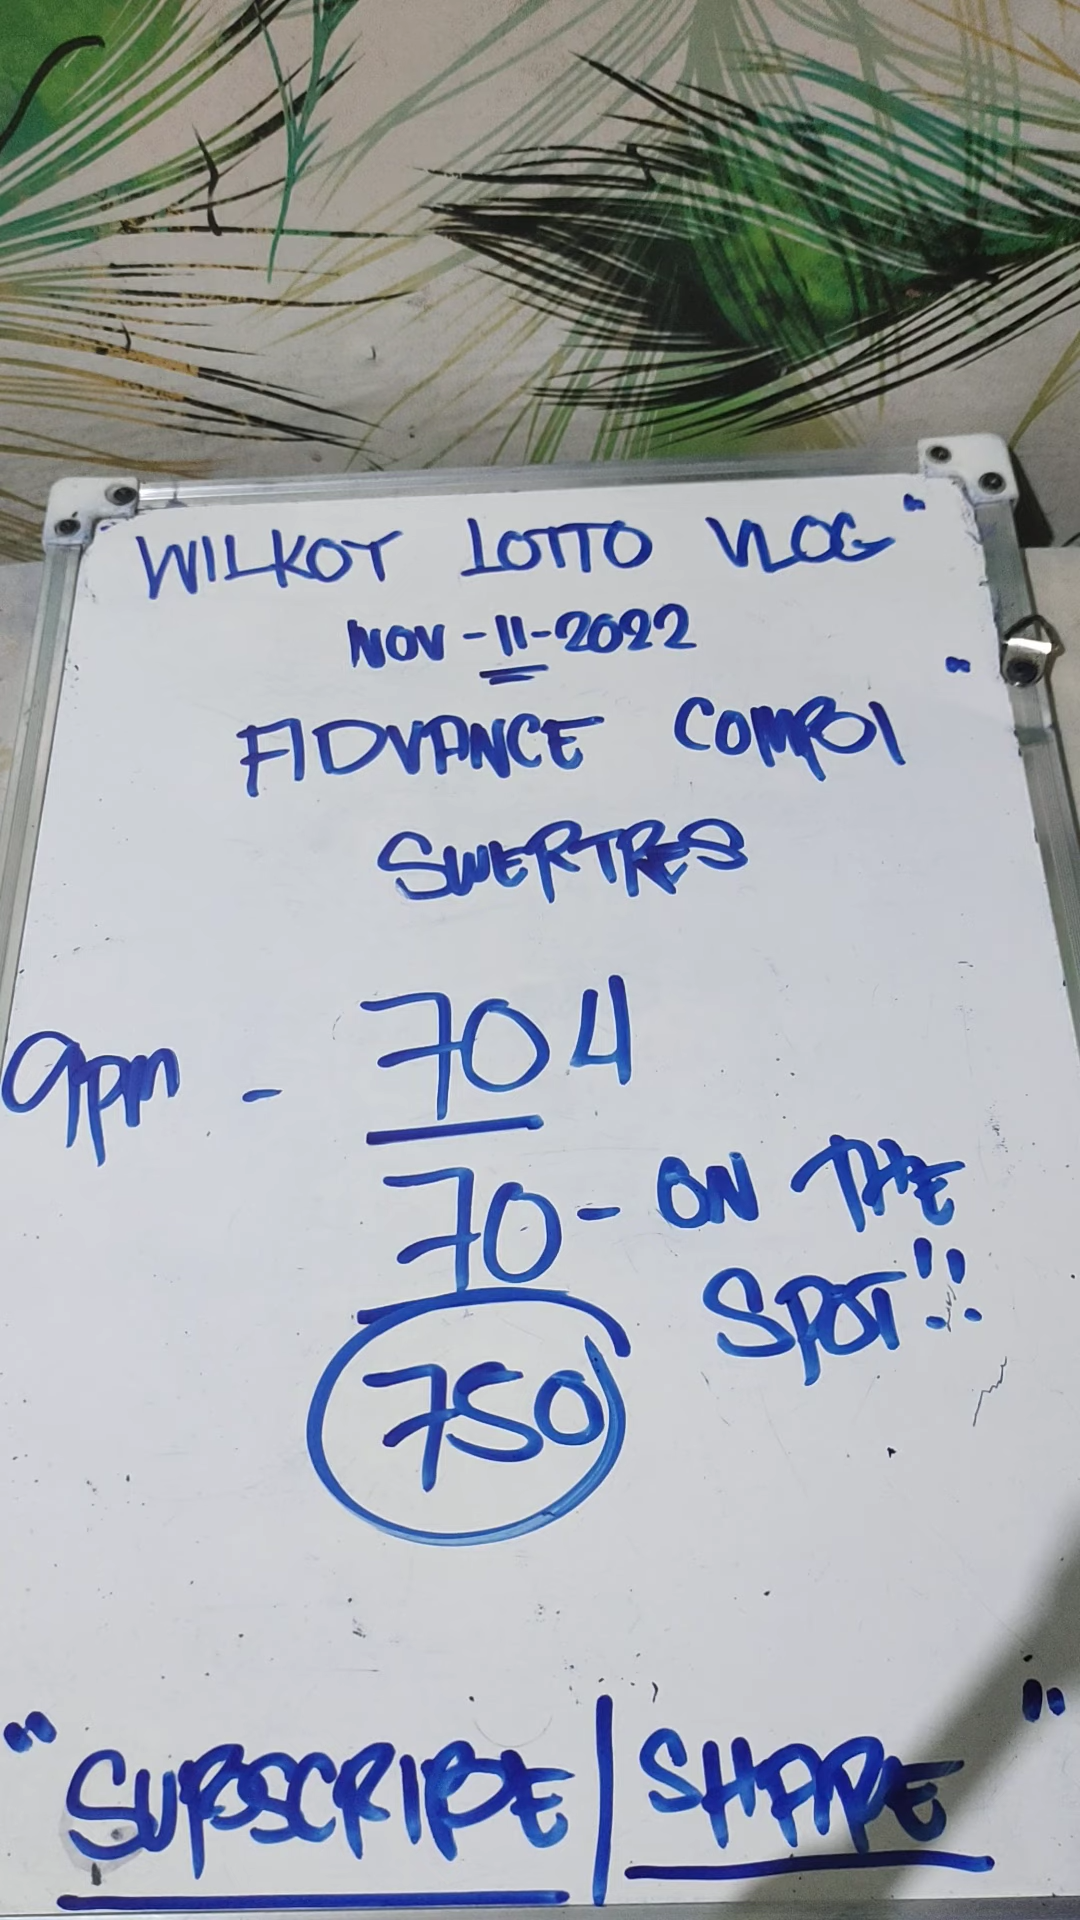 "WILKOT LOTTO VLOG"
NOV-11-2022
ADVANCE COMBI"
SWERTRES
9pm - 704
70 - ON THE
SPOT!!
750
"SUBSCRIBE | SHARE"